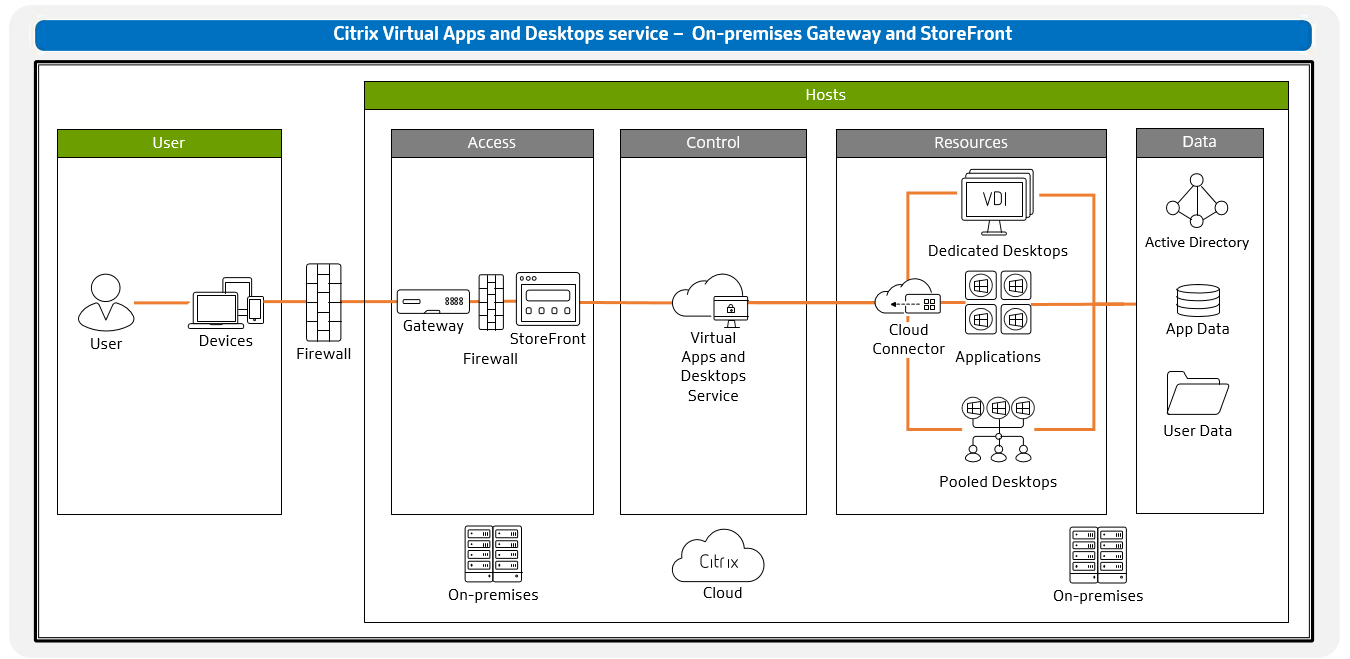 Citrix Virtual Apps and Desktops service – On-premises Gateway and StoreFront
Hosts
User
Access
Control
Resources
Data
User
Devices
Firewall
Gateway
Firewall
StoreFront
Virtual
Apps and
Desktops
Service
Cloud
Connector
VDI
Dedicated Desktops
Applications
Pooled Desktops
Active Directory
App Data
User Data
On-premises
Citrix
Cloud
On-premises